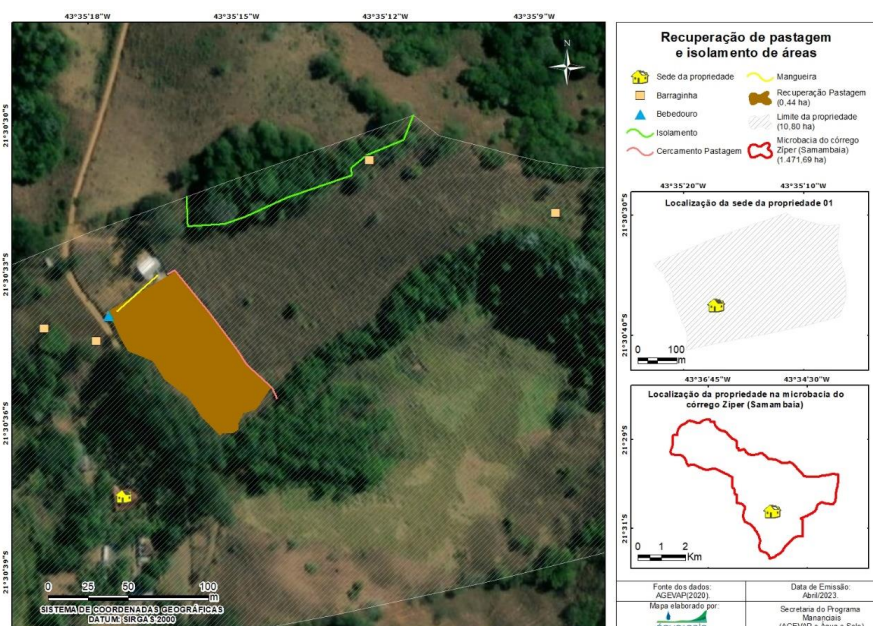 43°35'18"W
43°35'15"W
43°35'12"W
43°35'9"W
21°30'30"S
21°30'33"S
21°30'36"S
21°30'39"S
N
0 25 50 100
m
SISTEMA DE COORDENADAS GEOGRÁFICAS
DATUM: SIRGAS 2000
Recuperação de pastagem
e isolamento de áreas
Sede da propriedade
Barraginha
Bebedouro
Isolamento
Cercamento Pastagem
Mangueira
Recuperação Pastagem
(0,44 ha)
Limite da propriedade
(10,80 ha)
Microbacia do córrego
Zíper (Samambaia)
(1.471,69 ha)
43°35'20"W
43°35'10"W
21°30'30"S
21°30'40"S
Localização da sede da propriedade 01
0 100
m
43°36'45"W
43°34'30"W
21°29'S
21°31'S
Localização da propriedade na microbacia do
córrego Zíper (Samambaia)
0 1 2
Km
Fonte dos dados:
AGEVAP(2020).
Data de Emissão:
Abril/2023.
Mapa elaborado por:
Secretaria do Programa
Mananciais
(AGEVAP e Água e Solo)